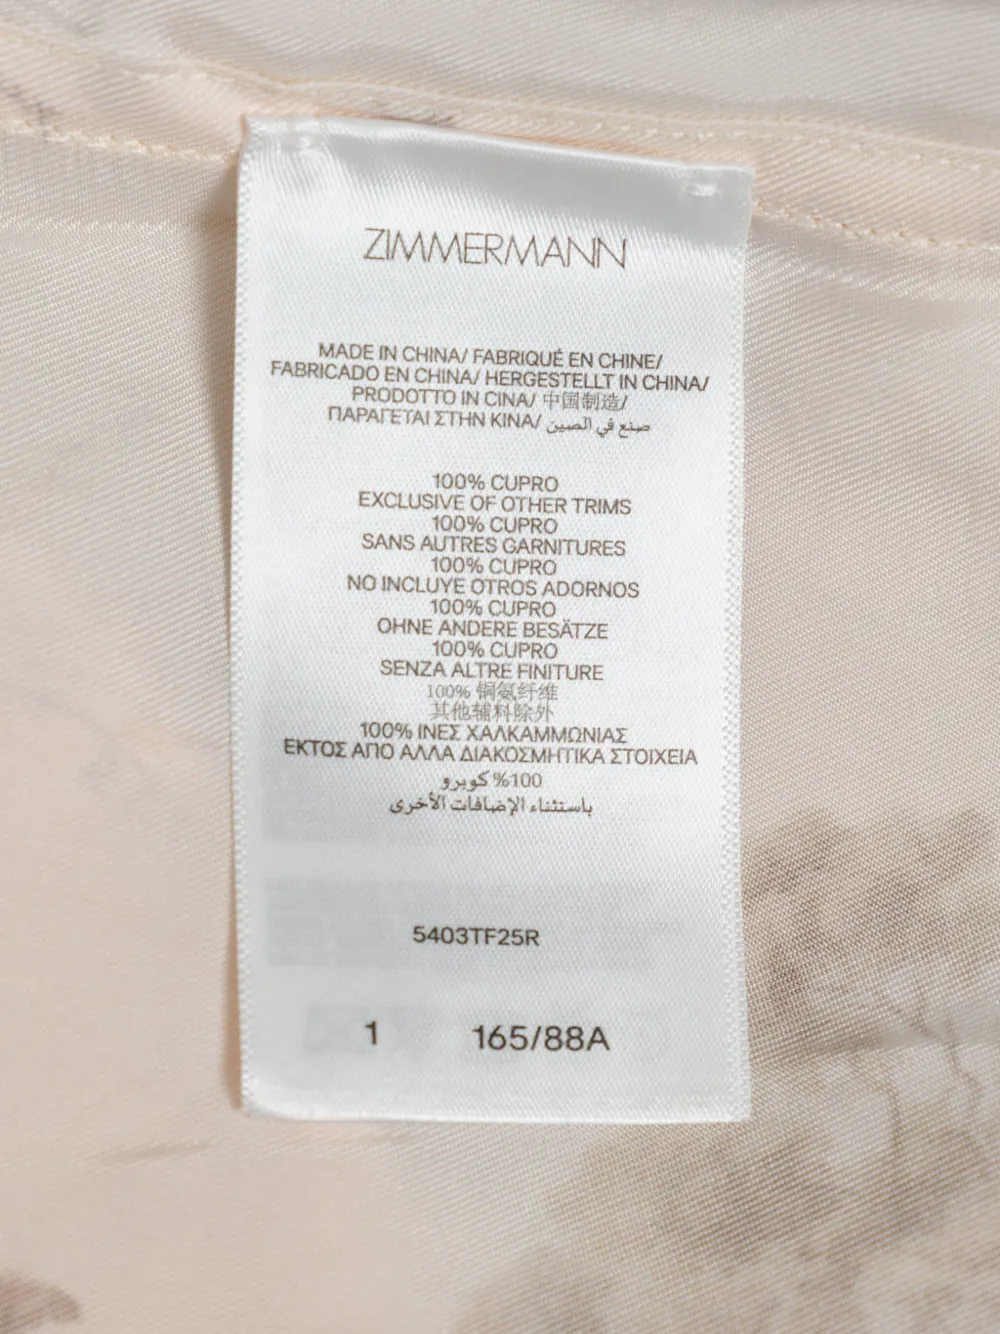 ZIMMERMANN
MADE IN CHINA/ FABRIQUÉ EN CHINE/
FABRICADO EN CHINA/ HERGESTELLT IN CHINA/
PRODOTTO IN CINA/ 中国制造/
ΠΑΡΑΓΕΤΑΙ ΣΤΗΝ ΚΙΝΑ/ صنع في الصين
100% CUPRO
EXCLUSIVE OF OTHER TRIMS
100% CUPRO
SANS AUTRES GARNITURES
100% CUPRO
NO INCLUYE OTROS ADORNOS
100% CUPRO
OHNE ANDERE BESÄTZE
100% CUPRO
SENZA ALTRE FINITURE
100% 铜氨纤维
其他辅料除外
100% ΙΝΕΣ ΧΑΛΚΑΜΜΩΝΙΑΣ
ΕΚΤΟΣ ΑΠΟ ΑΛΛΑ ΔΙΑΚΟΣΜΗΤΙΚΑ ΣΤΟΙΧΕΙΑ
100% كوبرو
باستثناء الإضافات الأخرى
5403TF25R
1 165/88A